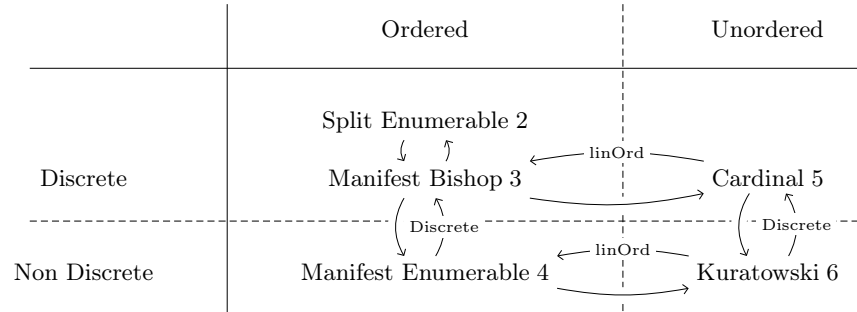 Ordered Unordered
Split Enumerable 2
linOrd
Discrete Manifest Bishop 3 Cardinal 5
Discrete Discrete
linOrd
Non Discrete Manifest Enumerable 4 Kuratowski 6